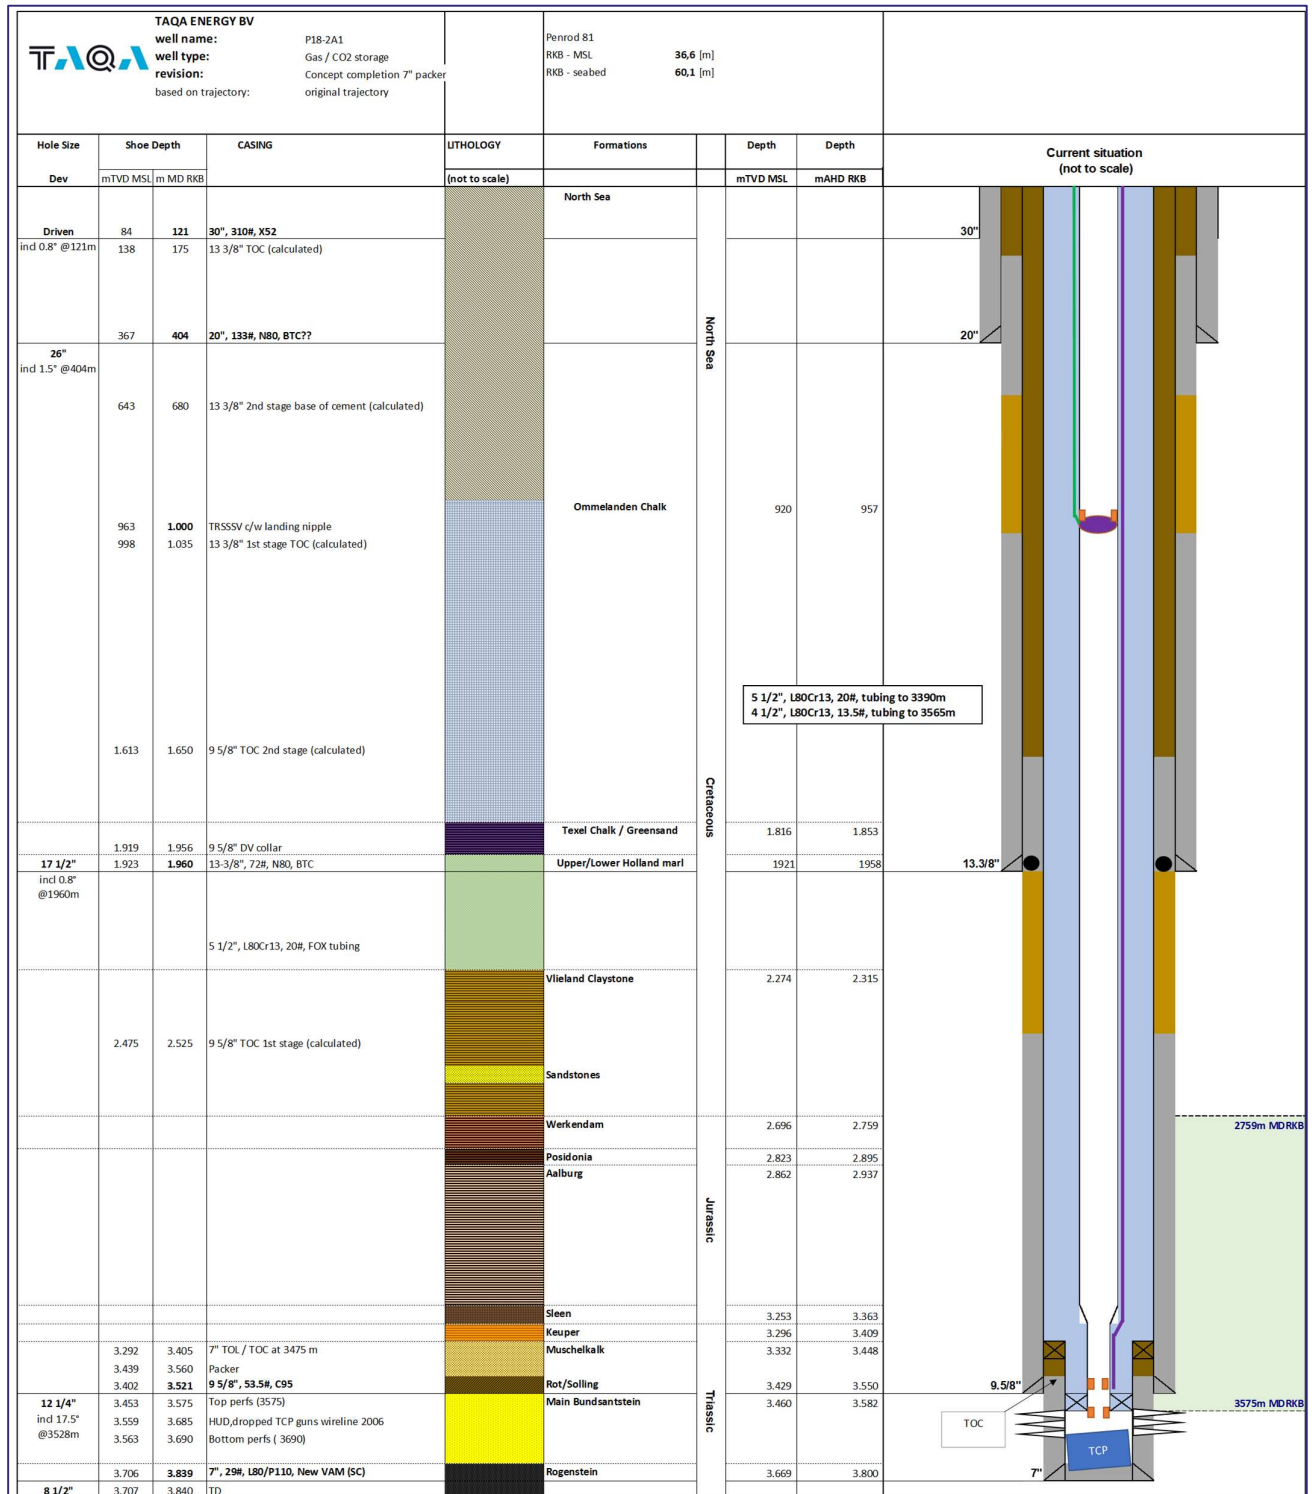 TAQA ENERGY BV
TAQA
well name: P18-2A1
well type: Gas / CO2 storage
revision: Concept completion 7" packer
based on trajectory: original trajectory
Penrod 81
RKB - MSL 36,6 [m]
RKB - seabed 60,1 [m]
Hole Size Shoe Depth CASING LITHOLOGY Formations Depth Depth
Current situation
(not to scale)
Dev mTVD MSL m MD RKB (not to scale) mTVD MSL mAHD RKB
North Sea
Driven 84 121 30", 310#, X52
30"
incl 0.8° @121m 138 175 13 3/8" TOC (calculated)
367 404 20", 133#, N80, BTC??
20"
North Sea
26"
incl 1.5° @404m
643 680 13 3/8" 2nd stage base of cement (calculated)
Ommelanden Chalk 920 957
963 1.000 TRSSSV c/w landing nipple
998 1.035 13 3/8" 1st stage TOC (calculated)
5 1/2", L80Cr13, 20#, tubing to 3390m
4 1/2", L80Cr13, 13.5#, tubing to 3565m
1.613 1.650 9 5/8" TOC 2nd stage (calculated)
Cretaceous
Texel Chalk / Greensand 1.816 1.853
1.919 1.956 9 5/8" DV collar
17 1/2" 1.923 1.960 13-3/8", 72#, N80, BTC Upper/Lower Holland marl 1921 1958
13.3/8"
incl 0.8°
@1960m
5 1/2", L80Cr13, 20#, FOX tubing
Vlieland Claystone 2.274 2.315
2.475 2.525 9 5/8" TOC 1st stage (calculated)
Sandstones
Werkendam 2.696 2.759
2759m MDRKB
Posidonia 2.823 2.895
Aalburg 2.862 2.937
Jurassic
Sleen 3.253 3.363
Keuper 3.296 3.409
3.292 3.405 7" TOL / TOC at 3475 m Muschelkalk 3.332 3.448
3.439 3.560 Packer
3.402 3.521 9 5/8", 53.5#, C95 Rot/Solling 3.429 3.550
9.5/8"
Triassic
12 1/4" 3.453 3.575 Top perfs (3575) Main Bundsantstein 3.460 3.582
3575m MDRKB
incl 17.5° 3.559 3.685 HUD,dropped TCP guns wireline 2006
TOC
@3528m 3.563 3.690 Bottom perfs ( 3690)
TCP
3.706 3.839 7", 29#, L80/P110, New VAM (SC) Rogenstein 3.669 3.800
7"
8 1/2" 3.707 3.840 TD